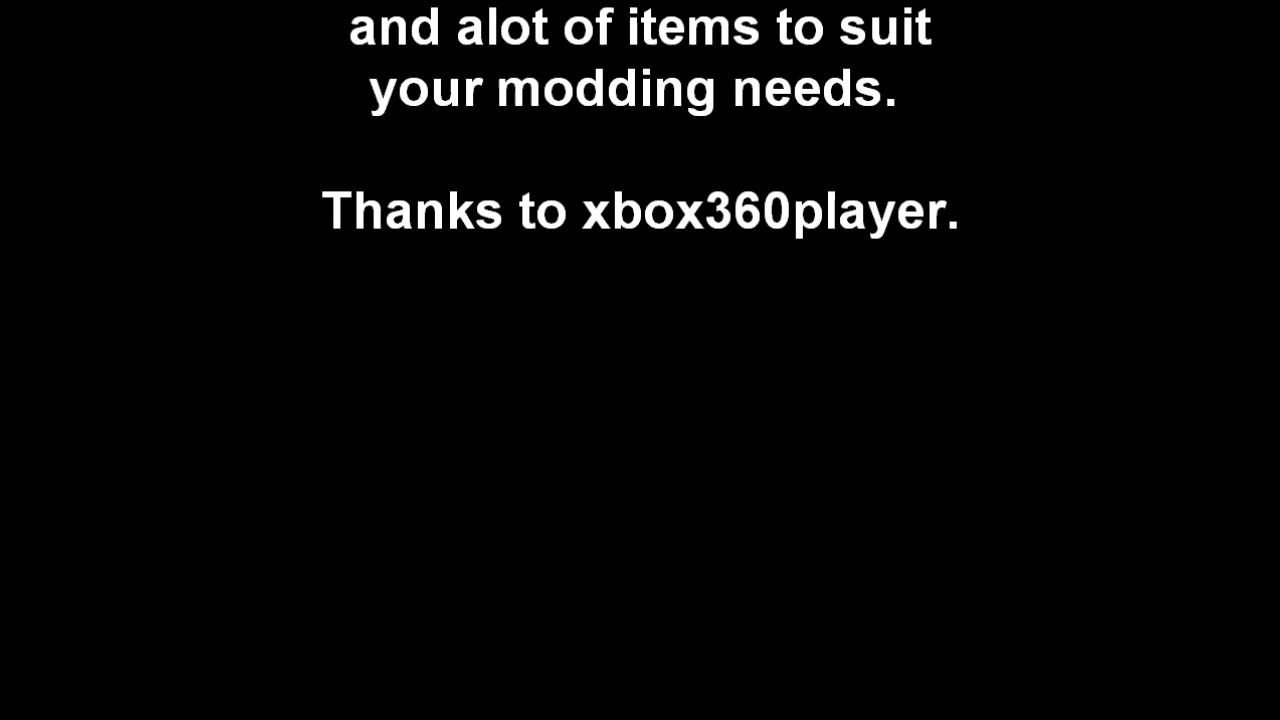 and alot of items to suit
your modding needs.
Thanks to xbox360player.